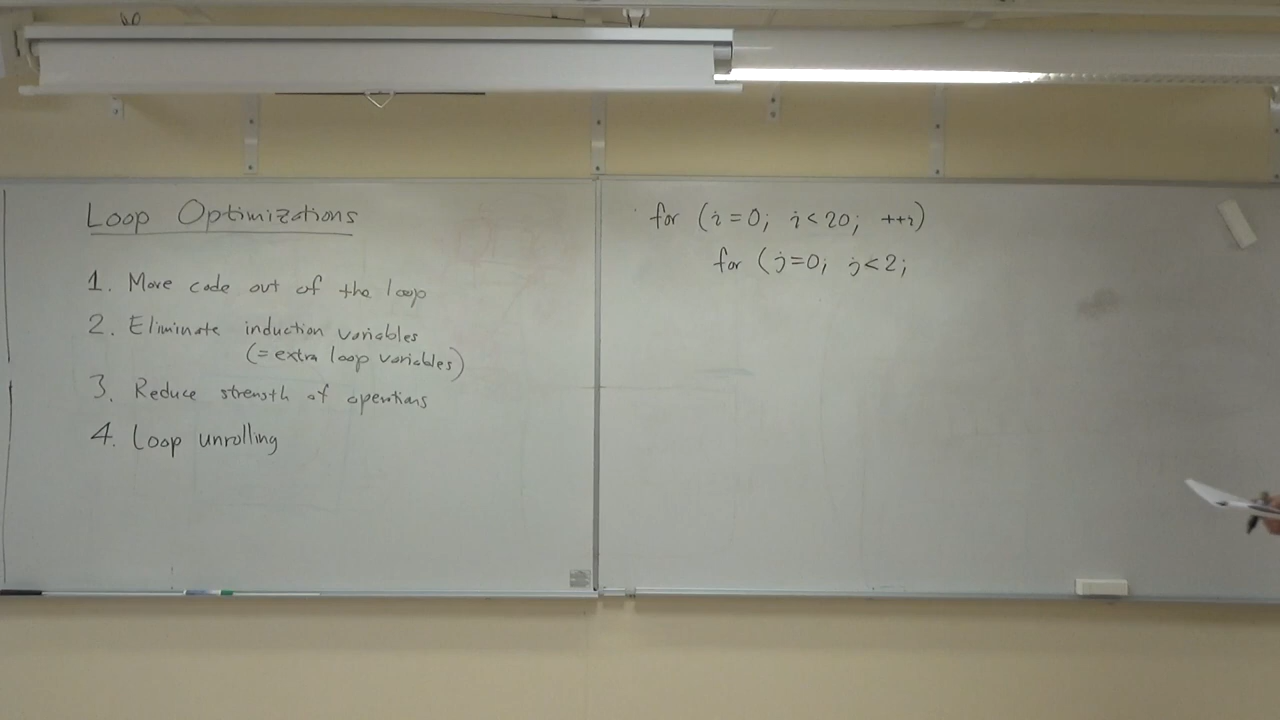 Loop Optimizations
1. Move code out of the loop
2. Eliminate induction variables
(= extra loop variables)
3. Reduce strength of operations
4. Loop unrolling
for (i=0; i<20; ++i)
for (j=0; j<2;